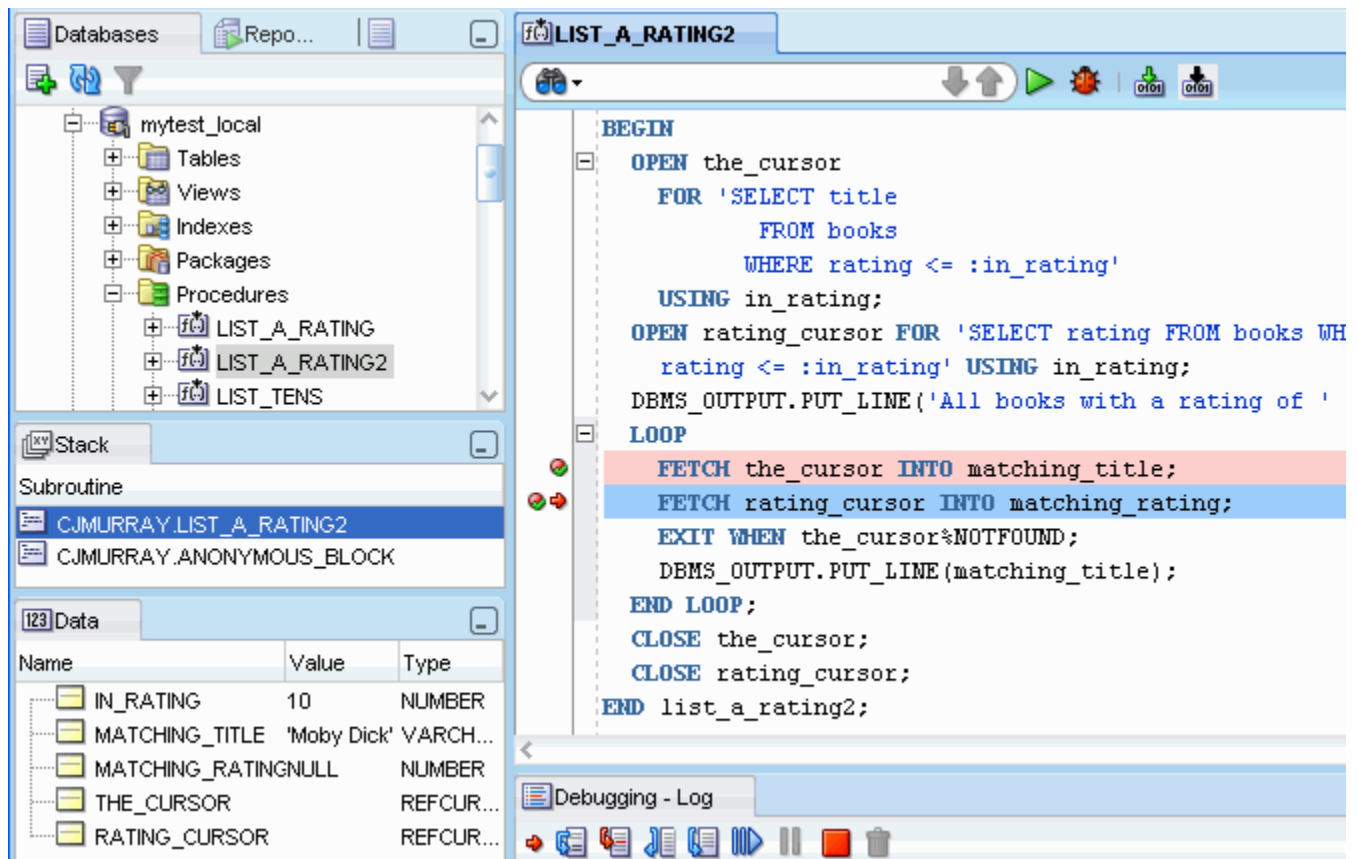 Databases
Repo...
mytest_local
Tables
Views
Indexes
Packages
Procedures
LIST_A_RATING
LIST_A_RATING2
LIST_TENS
Stack
Subroutine
CJMURRAY.LIST_A_RATING2
CJMURRAY.ANONYMOUS_BLOCK
Data
Name Value Type
IN_RATING 10 NUMBER
MATCHING_TITLE 'Moby Dick' VARCH...
MATCHING_RATING NULL NUMBER
THE_CURSOR REFCUR...
RATING_CURSOR REFCUR...
LIST_A_RATING2
BEGIN
OPEN the_cursor
FOR 'SELECT title
FROM books
WHERE rating <= :in_rating'
USING in_rating;
OPEN rating_cursor FOR 'SELECT rating FROM books WH
rating <= :in_rating' USING in_rating;
DBMS_OUTPUT.PUT_LINE('All books with a rating of '
LOOP
FETCH the_cursor INTO matching_title;
FETCH rating_cursor INTO matching_rating;
EXIT WHEN the_cursor%NOTFOUND;
DBMS_OUTPUT.PUT_LINE(matching_title);
END LOOP;
CLOSE the_cursor;
CLOSE rating_cursor;
END list_a_rating2;
Debugging - Log